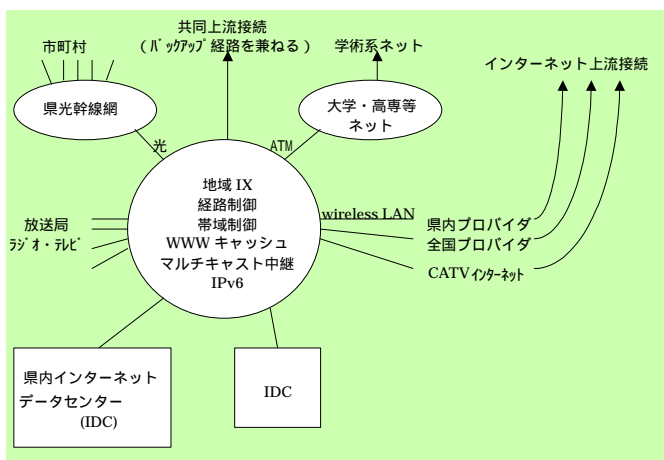 共同上流接続
(ﾊﾞｯｸｱｯﾌﾟ経路を兼ねる)
市町村
学術系ネット
インターネット上流接続
県光幹線網
大学・高専等
ネット
光
ATM
地域 IX
経路制御
帯域制御
WWW キャッシュ
マルチキャスト中継
IPv6
放送局
ﾗｼﾞｵ・ﾃﾚﾋﾞ
wireless LAN
県内プロバイダ
全国プロバイダ
CATVｲﾝﾀｰﾈｯﾄ
県内インターネット
データセンター
(IDC)
IDC